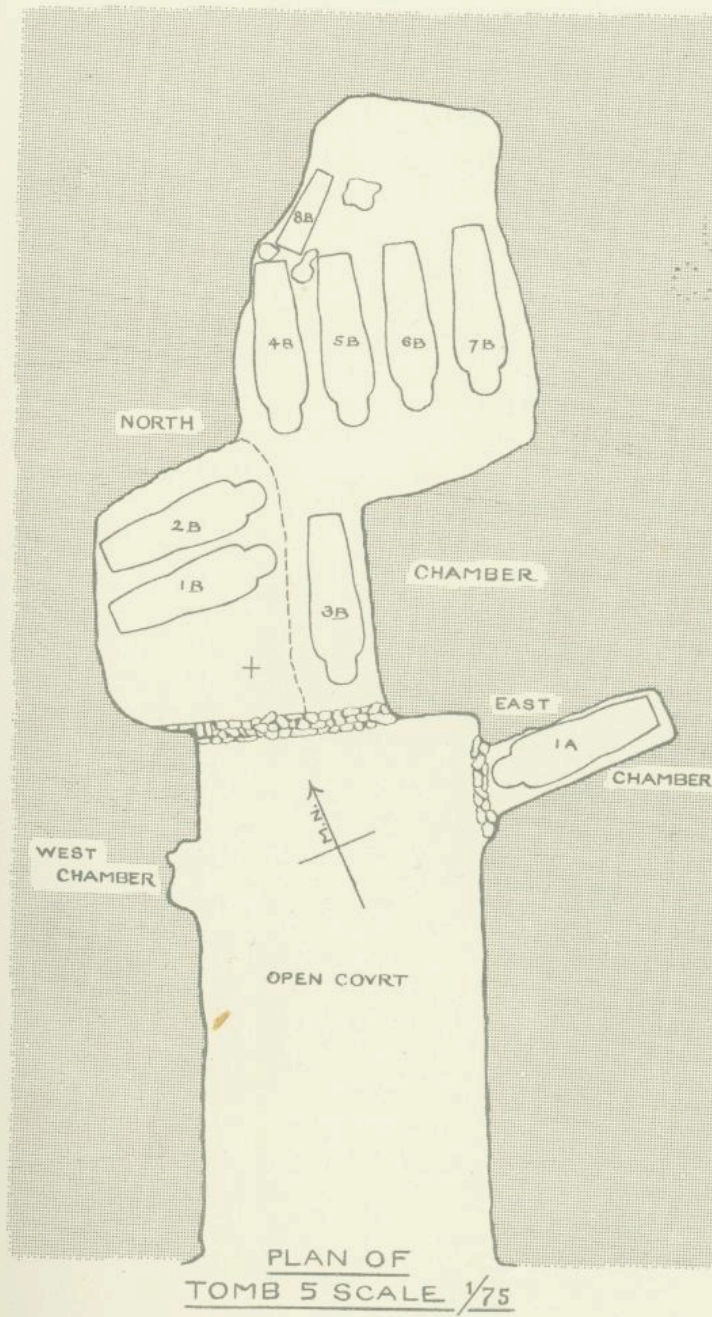 8B
4B 5B 6B 7B
NORTH
2B
1B
CHAMBER
3B
EAST
1A
CHAMBER
M.N.
WEST
CHAMBER
OPEN COVRT
PLAN OF
TOMB 5 SCALE 1/75